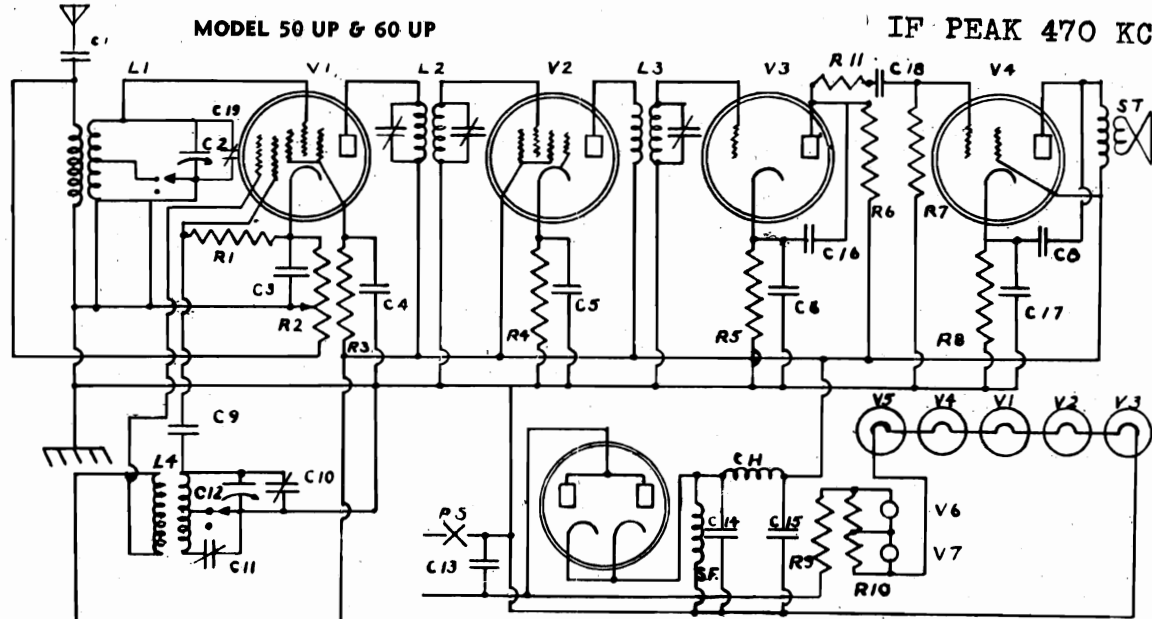 MODEL 50 UP & 60 UP
IF PEAK 470 KC
C1
L1
V1
L2
V2
L3
V3
R11
C18
V4
ST
C19
C2
R1
C3
R2
R3
C4
R4
C5
R5
C6
C16
R6
R7
R8
C17
C8
C9
L4
C12
C10
C11
PS
C13
CH
C14
C15
S.F.
R9
R10
V5
V4
V1
V2
V3
V6
V7